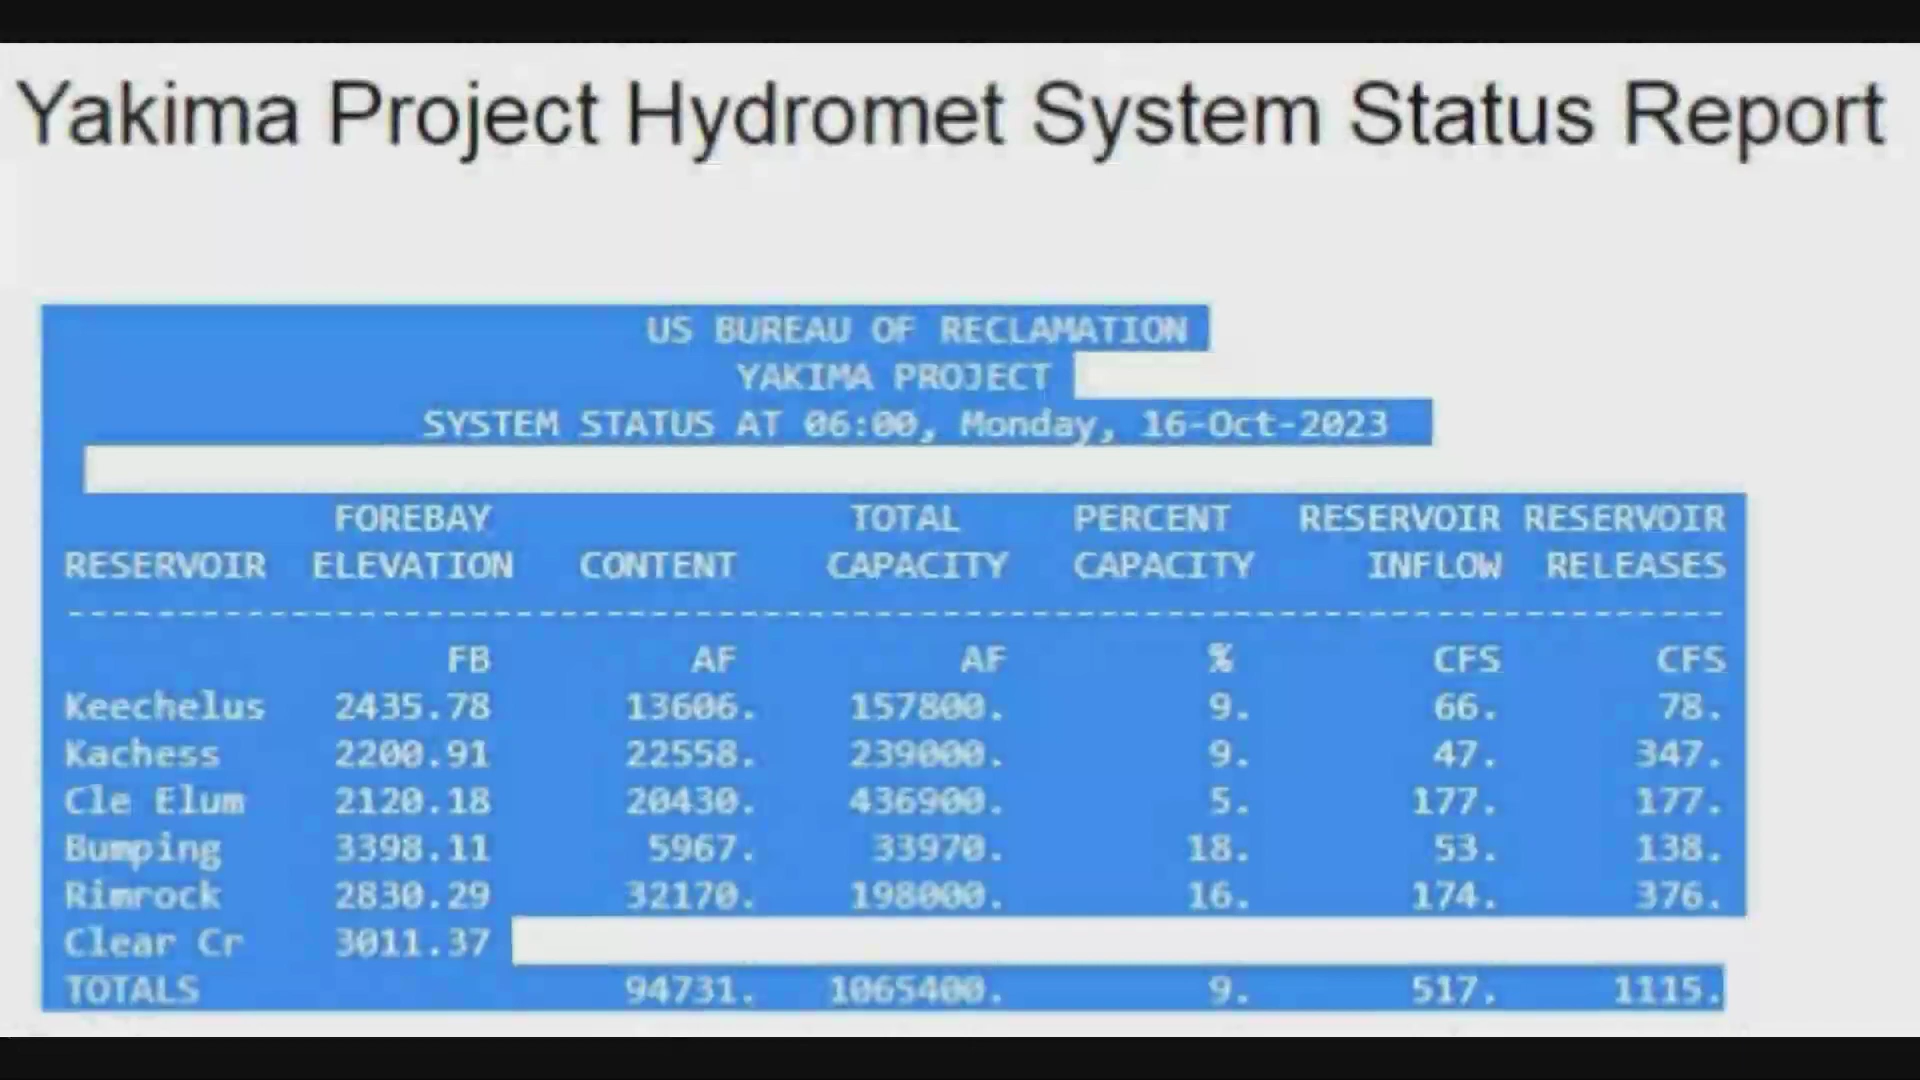 Yakima Project Hydromet System Status Report
US BUREAU OF RECLAMATION
YAKIMA PROJECT
SYSTEM STATUS AT 06:00, Monday, 16-Oct-2023
FOREBAY TOTAL PERCENT RESERVOIR RESERVOIR
RESERVOIR ELEVATION CONTENT CAPACITY CAPACITY INFLOW RELEASES
--------------------------------------------------------------------------
FB AF AF % CFS CFS
Keechelus 2435.78 13606. 157800. 9. 66. 78.
Kachess 2200.91 22558. 239000. 9. 47. 347.
Cle Elum 2120.18 20430. 436900. 5. 177. 177.
Bumping 3398.11 5967. 33970. 18. 53. 138.
Rimrock 2830.29 32170. 198000. 16. 174. 376.
Clear Cr 3011.37
TOTALS 94731. 1065400. 9. 517. 1115.